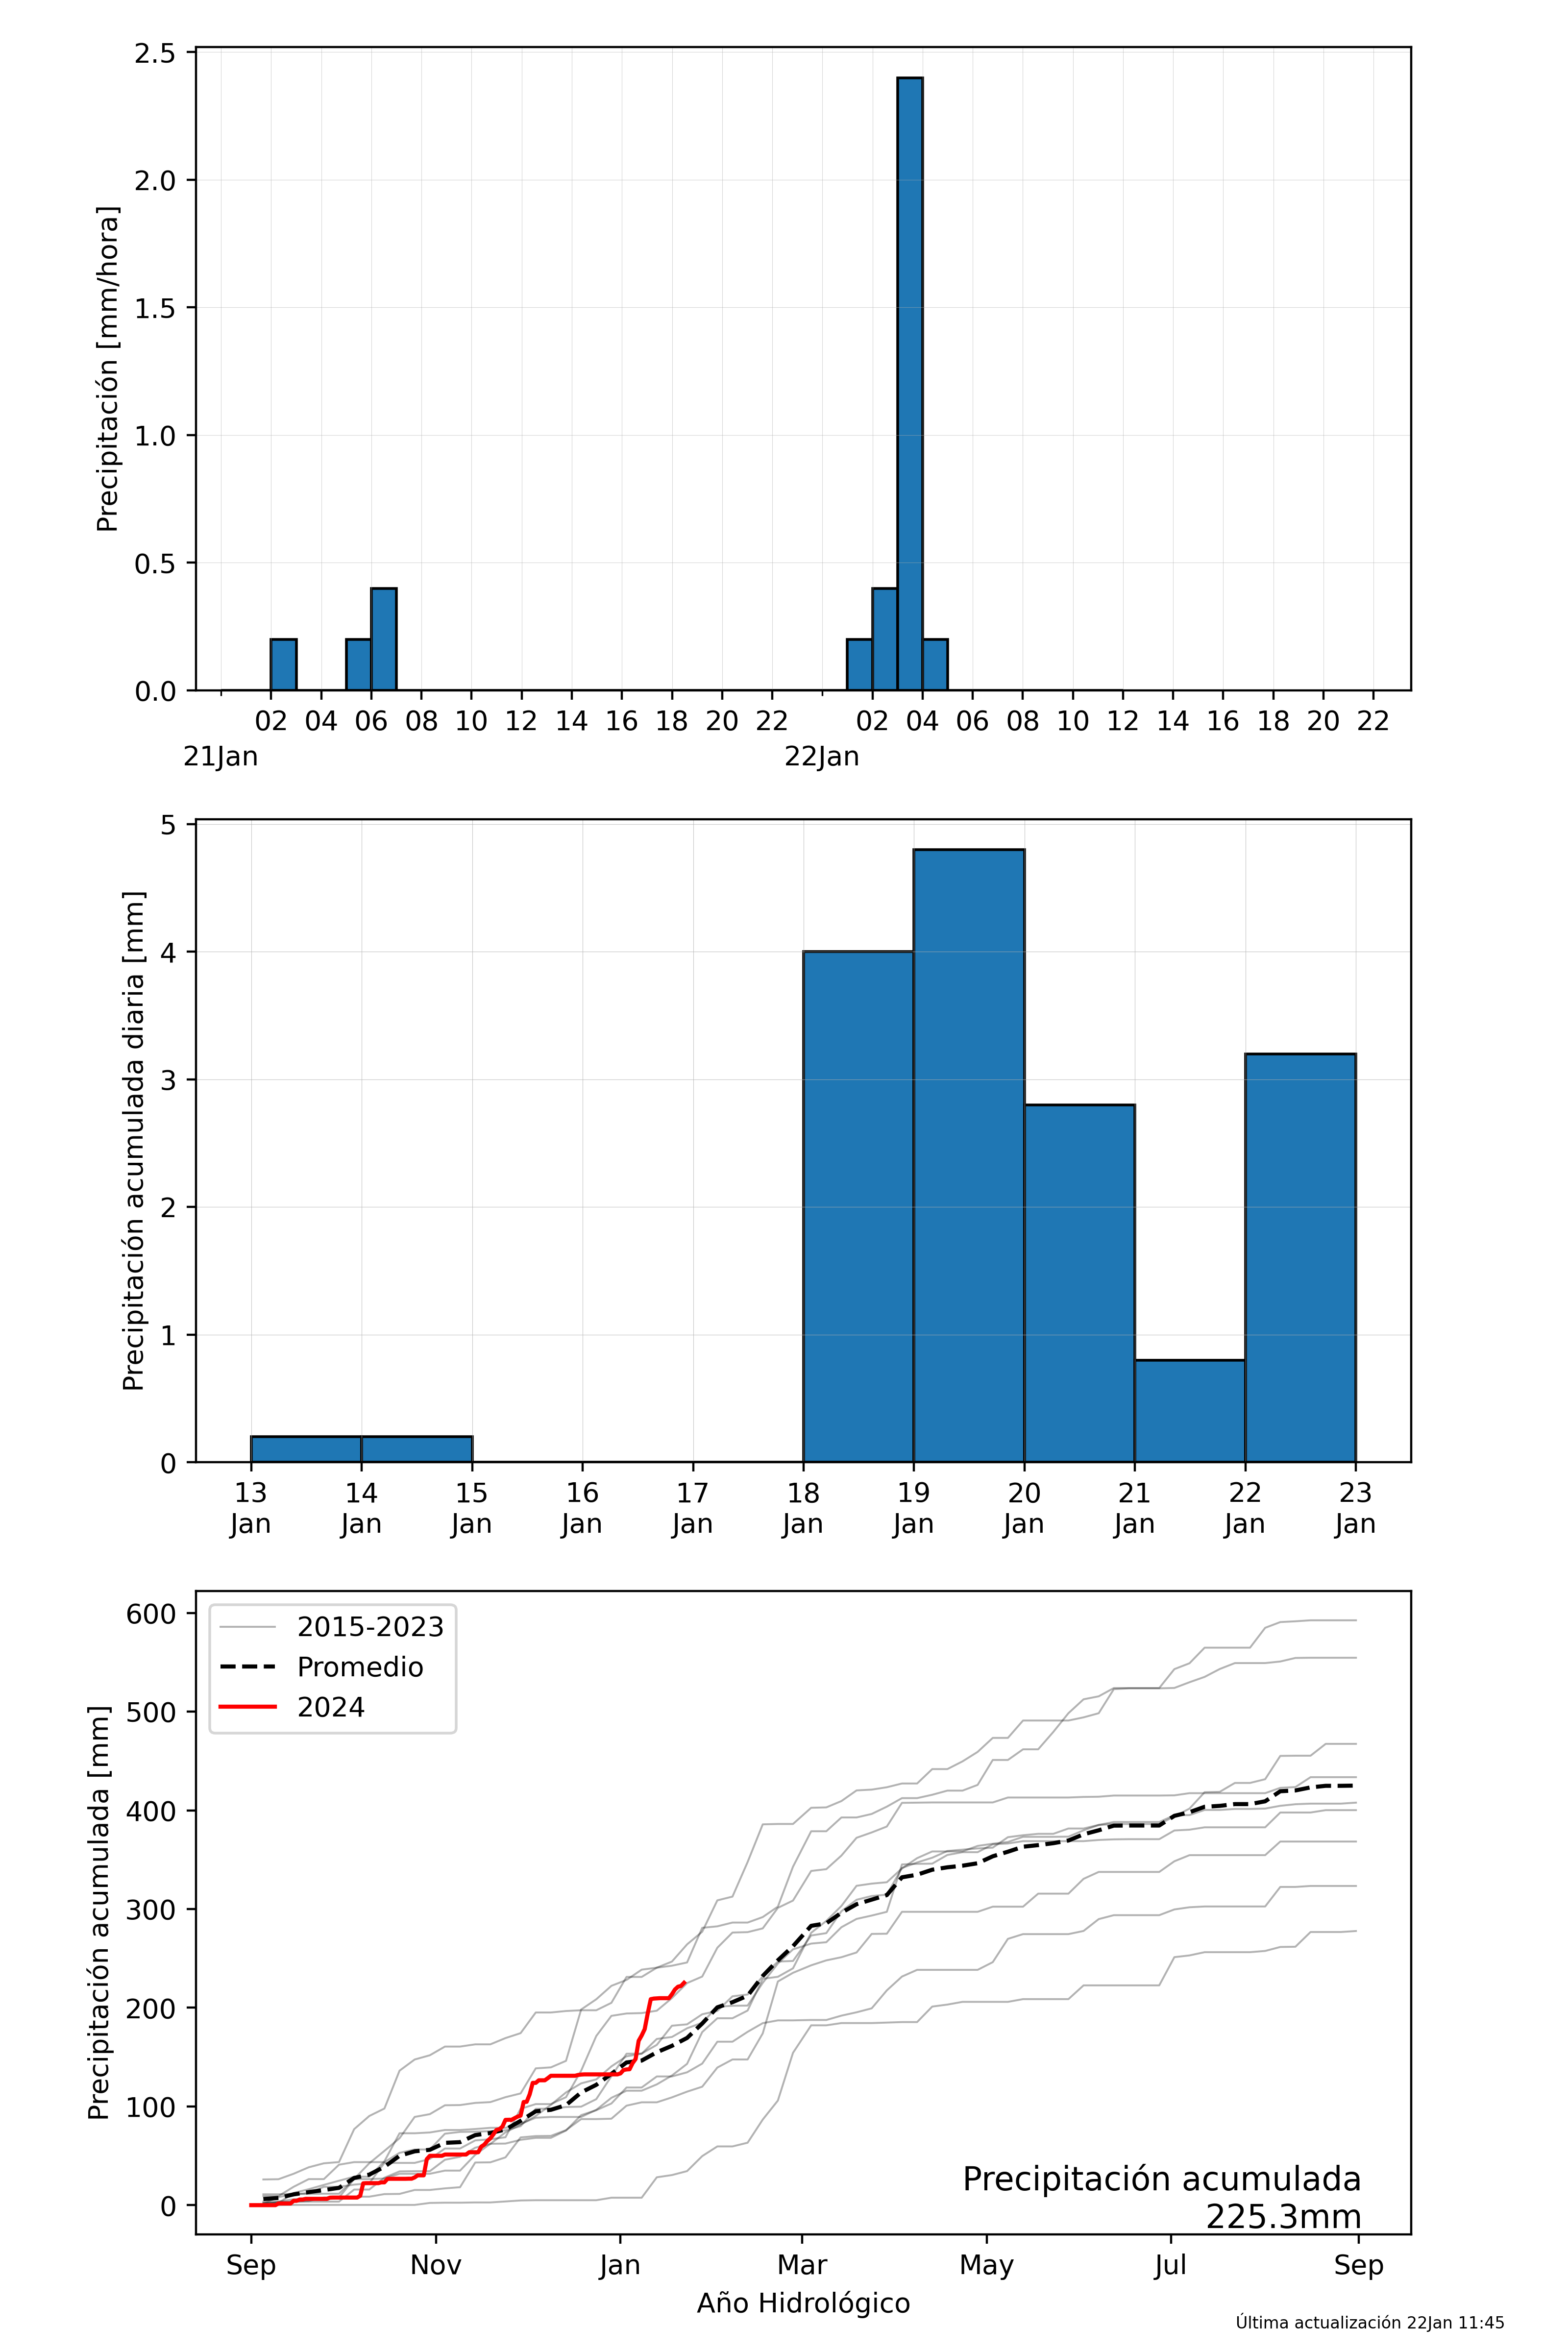 Precipitación [mm/hora]
2.5
2.0
1.5
1.0
0.5
0.0
02 04 06 08 10 12 14 16 18 20 22 02 04 06 08 10 12 14 16 18 20 22
21Jan 22Jan
Precipitación acumulada diaria [mm]
5
4
3
2
1
0
13 14 15 16 17 18 19 20 21 22 23
Jan Jan Jan Jan Jan Jan Jan Jan Jan Jan Jan
Precipitación acumulada [mm]
600
500
400
300
200
100
0
2015-2023
Promedio
2024
Precipitación acumulada
225.3mm
Sep Nov Jan Mar May Jul Sep
Año Hidrológico
Última actualización 22Jan 11:45